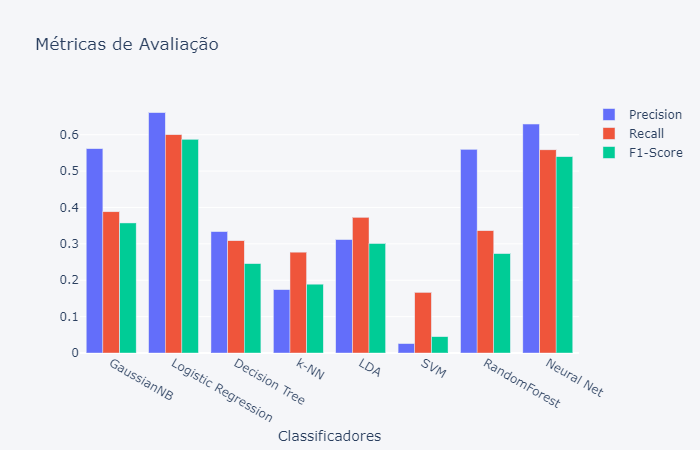 Métricas de Avaliação
Precision
Recall
F1-Score
0.6
0.5
0.4
0.3
0.2
0.1
0
GaussianNB
Logistic Regression
Decision Tree
k-NN
LDA
SVM
RandomForest
Neural Net
Classificadores